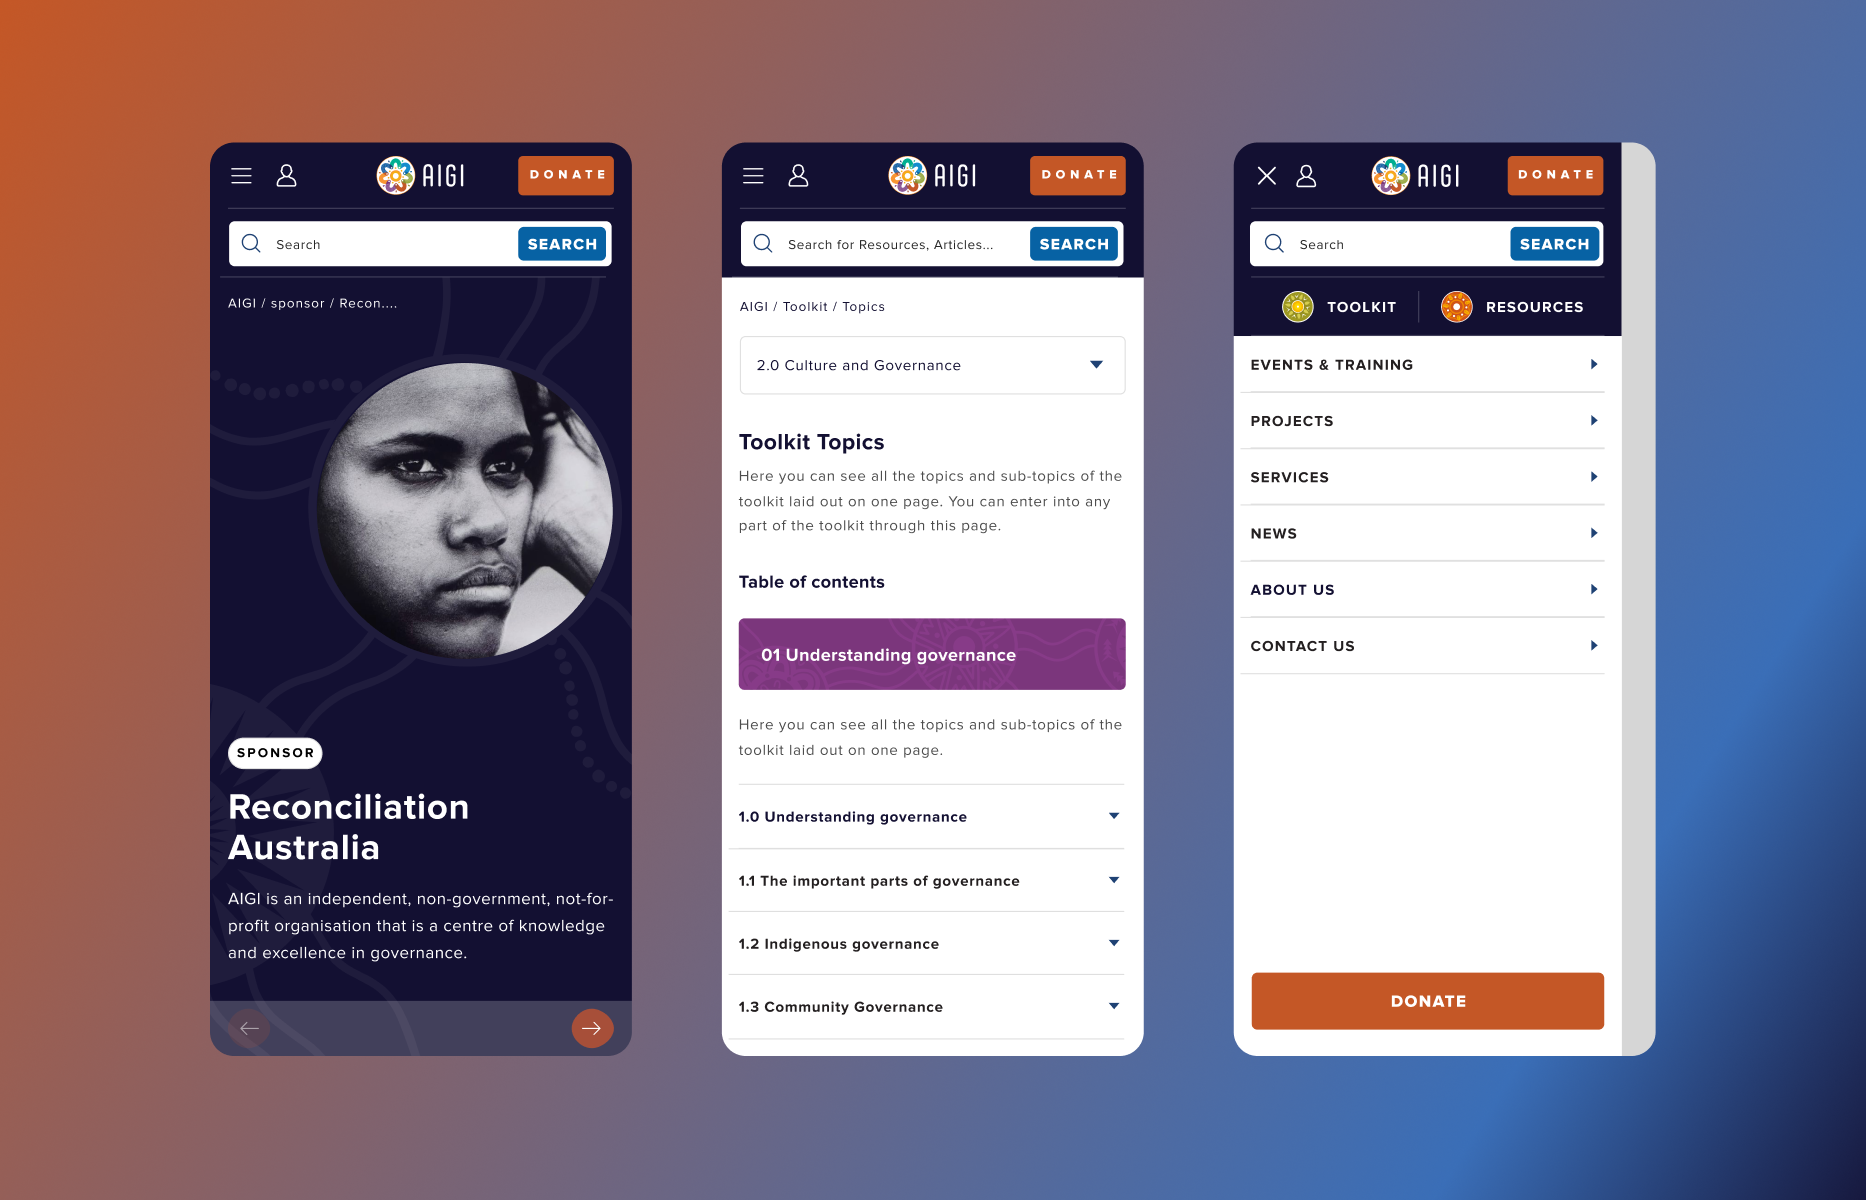 AIGI
DONATE
Search
SEARCH
AIGI / sponsor / Recon....
SPONSOR
Reconciliation
Australia
AIGI is an independent, non-government, not-for-
profit organisation that is a centre of knowledge
and excellence in governance.
AIGI
DONATE
Search for Resources, Articles...
SEARCH
AIGI / Toolkit / Topics
2.0 Culture and Governance
Toolkit Topics
Here you can see all the topics and sub-topics of the
toolkit laid out on one page. You can enter into any
part of the toolkit through this page.
Table of contents
01 Understanding governance
Here you can see all the topics and sub-topics of the
toolkit laid out on one page.
1.0 Understanding governance
1.1 The important parts of governance
1.2 Indigenous governance
1.3 Community Governance
AIGI
DONATE
Search
SEARCH
TOOLKIT
RESOURCES
EVENTS & TRAINING
PROJECTS
SERVICES
NEWS
ABOUT US
CONTACT US
DONATE